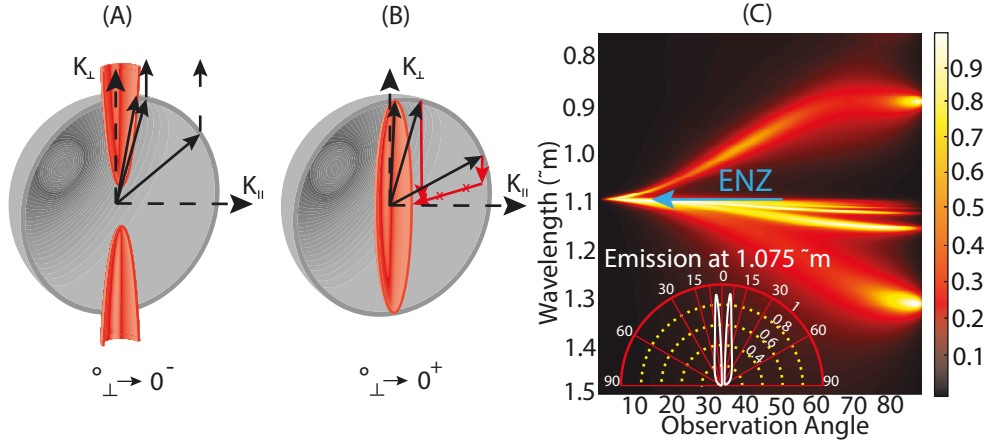 (A)
K⊥
K||
°⊥→ 0⁻
(B)
K⊥
K||
°⊥→ 0⁺
(C)
Wavelength (˜m)
0.8
0.9
1.0
1.1
1.2
1.3
1.4
1.5
ENZ
Emission at 1.075 ˜m
90
60
30
15
0
15
30
60
90
1
0.8
0.6
0.4
10 20 30 40 50 60 70 80
Observation Angle
0.9
0.8
0.7
0.6
0.5
0.4
0.3
0.2
0.1